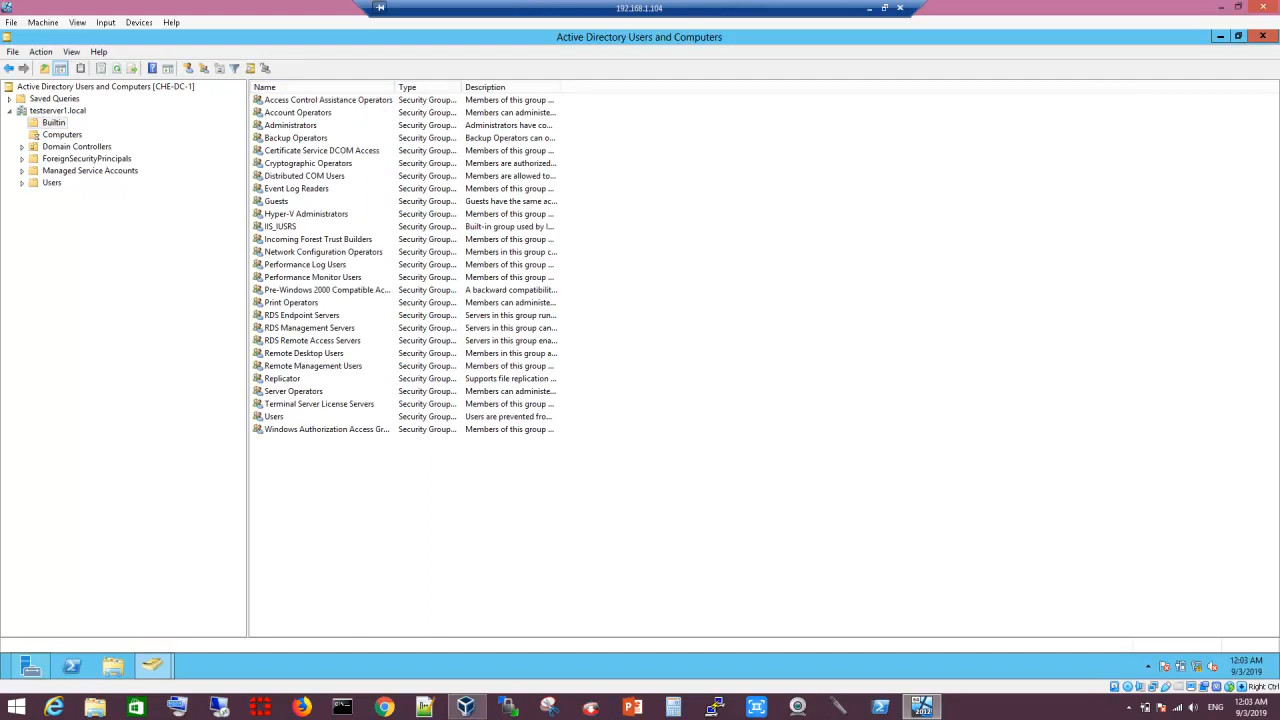 192.168.1.104
File Machine View Input Devices Help
Active Directory Users and Computers
File Action View Help
Active Directory Users and Computers [CHE-DC-1]
Saved Queries
testserver1.local
Builtin
Computers
Domain Controllers
ForeignSecurityPrincipals
Managed Service Accounts
Users
Name Type Description
Access Control Assistance Operators Security Group... Members of this group ...
Account Operators Security Group... Members can administe...
Administrators Security Group... Administrators have co...
Backup Operators Security Group... Backup Operators can o...
Certificate Service DCOM Access Security Group... Members of this group ...
Cryptographic Operators Security Group... Members are authorized...
Distributed COM Users Security Group... Members are allowed to...
Event Log Readers Security Group... Members of this group ...
Guests Security Group... Guests have the same ac...
Hyper-V Administrators Security Group... Members of this group ...
IIS_IUSRS Security Group... Built-in group used by I...
Incoming Forest Trust Builders Security Group... Members of this group ...
Network Configuration Operators Security Group... Members in this group c...
Performance Log Users Security Group... Members of this group ...
Performance Monitor Users Security Group... Members of this group ...
Pre-Windows 2000 Compatible Ac... Security Group... A backward compatibilit...
Print Operators Security Group... Members can administe...
RDS Endpoint Servers Security Group... Servers in this group run...
RDS Management Servers Security Group... Servers in this group can...
RDS Remote Access Servers Security Group... Servers in this group ena...
Remote Desktop Users Security Group... Members in this group a...
Remote Management Users Security Group... Members of this group ...
Replicator Security Group... Supports file replication ...
Server Operators Security Group... Members can administe...
Terminal Server License Servers Security Group... Members of this group ...
Users Security Group... Users are prevented fro...
Windows Authorization Access Gr... Security Group... Members of this group ...
12:03 AM
9/3/2019
Right Ctrl
2012
ENG
12:03 AM
9/3/2019